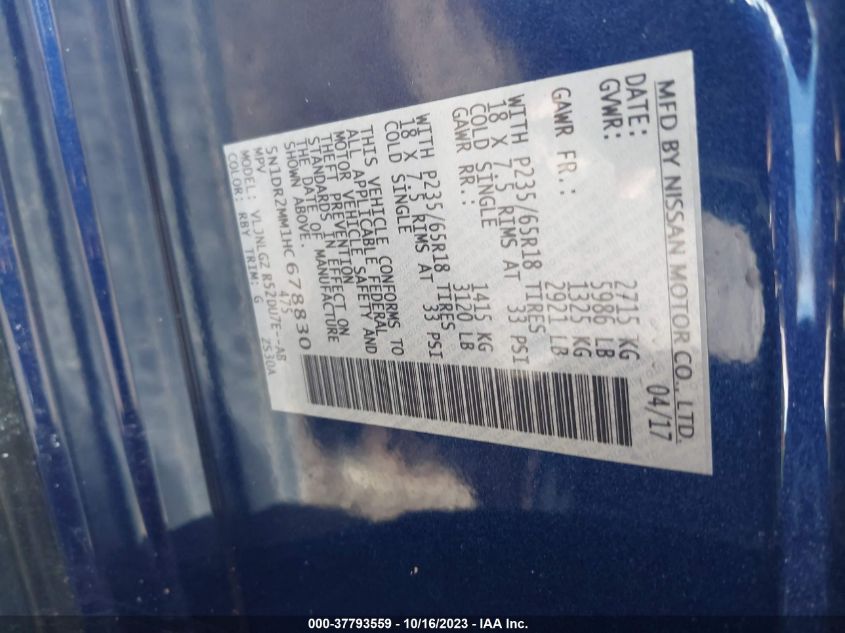 MFD BY NISSAN MOTOR CO., LTD.
DATE: 04/17
GVWR: 2715 KG
5986 LB
GAWR FR.: 1325 KG
2921 LB
WITH P235/65R18 TIRES
18 X 7.5 RIMS AT 33 PSI
COLD SINGLE
GAWR RR.: 1415 KG
3120 LB
WITH P235/65R18 TIRES
18 X 7.5 RIMS AT 33 PSI
COLD SINGLE
THIS VEHICLE CONFORMS TO
ALL APPLICABLE FEDERAL
MOTOR VEHICLE SAFETY AND
THEFT PREVENTION
STANDARDS IN EFFECT ON
THE DATE OF MANUFACTURE
SHOWN ABOVE.
5N1DR2MM1HC678830
MPV 475
MODEL: VLJNLGZ R52DU7E--AB
COLOR: RBY TRIM: G 2530A
000-37793559 / 10/16/2023 - IAA Inc.